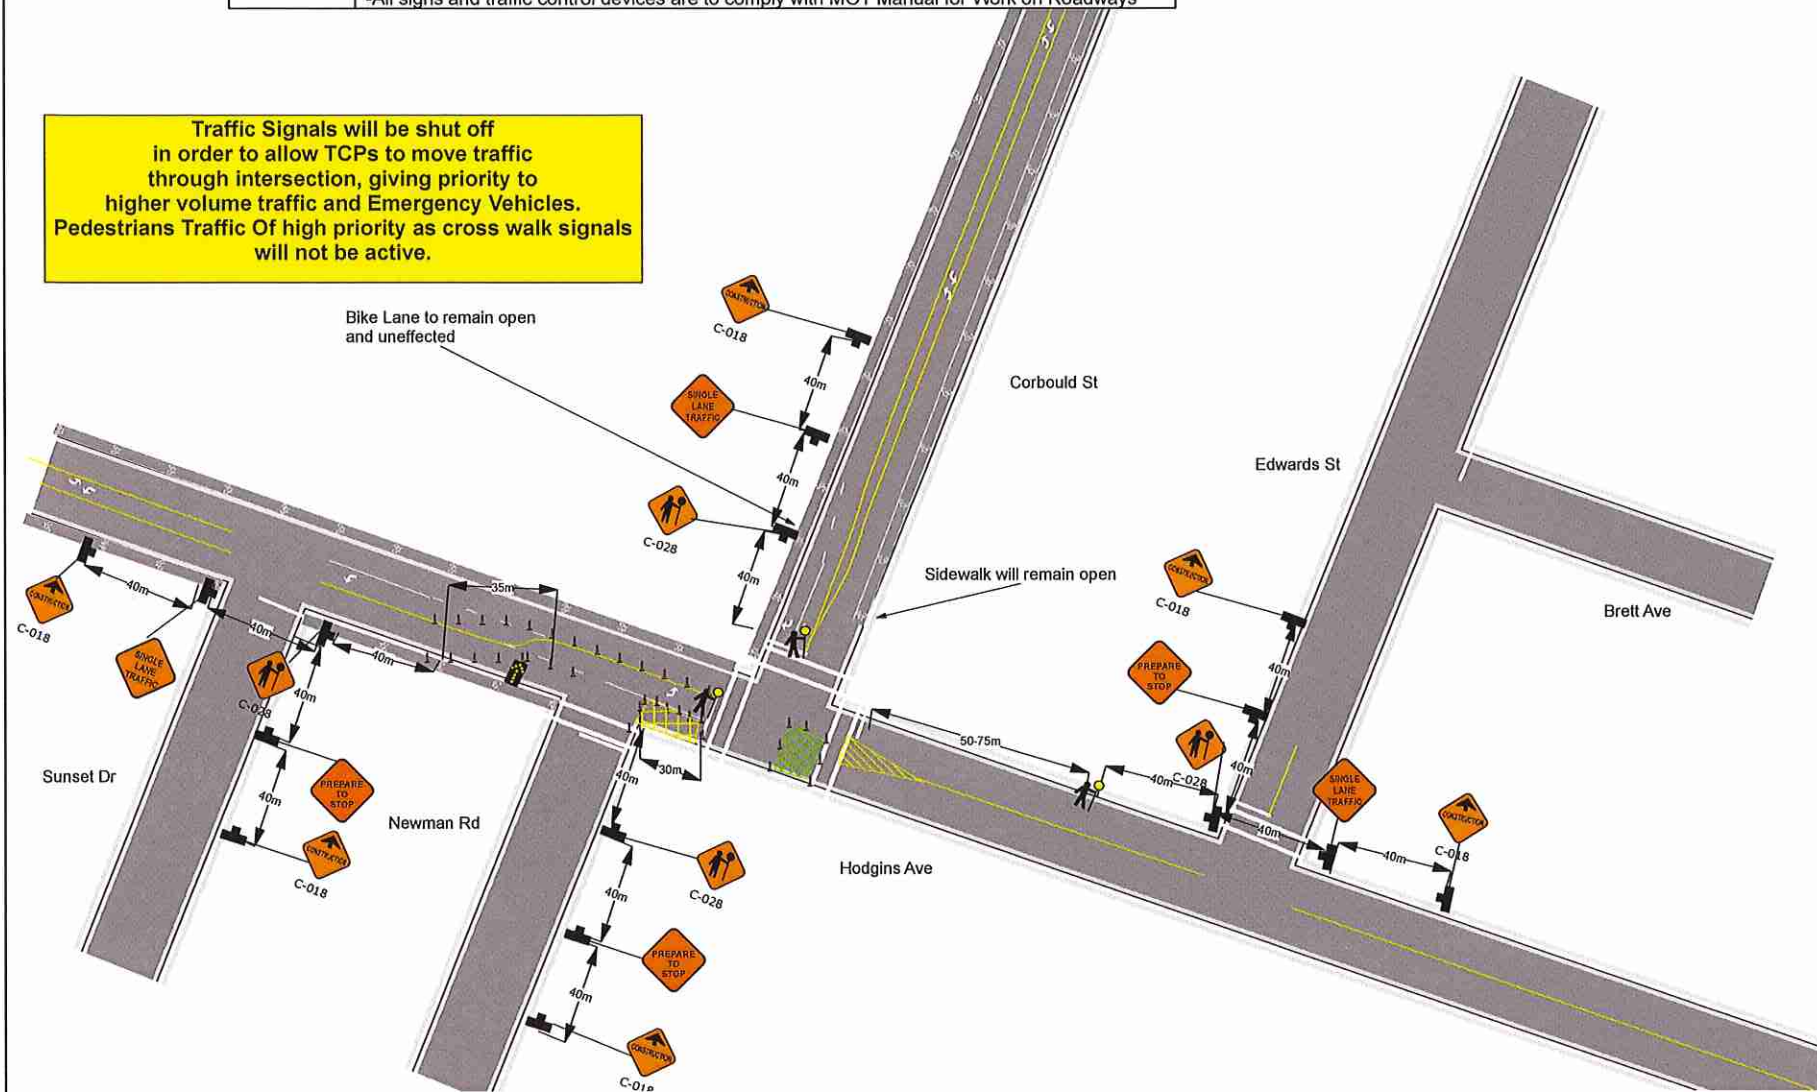 -All signs and traffic control devices are to comply with MOT Manual for Work on Roadways
Traffic Signals will be shut off
in order to allow TCPs to move traffic
through intersection, giving priority to
higher volume traffic and Emergency Vehicles.
Pedestrians Traffic Of high priority as cross walk signals
will not be active.
Bike Lane to remain open
and uneffected
CONSTRUCTION
C-018
40m
SINGLE
LANE
TRAFFIC
40m
C-028
40m
Corbould St
Edwards St
Brett Ave
Sidewalk will remain open
CONSTRUCTION
C-018
40m
SINGLE
LANE
TRAFFIC
40m
C-028
40m
35m
40m
PREPARE
TO
STOP
40m
CONSTRUCTION
C-018
Sunset Dr
Newman Rd
30m
40m
C-028
40m
PREPARE
TO
STOP
40m
CONSTRUCTION
C-018
Hodgins Ave
50-75m
40m
CONSTRUCTION
C-018
40m
PREPARE
TO
STOP
40m
C-028
40m
SINGLE
LANE
TRAFFIC
40m
CONSTRUCTION
C-018